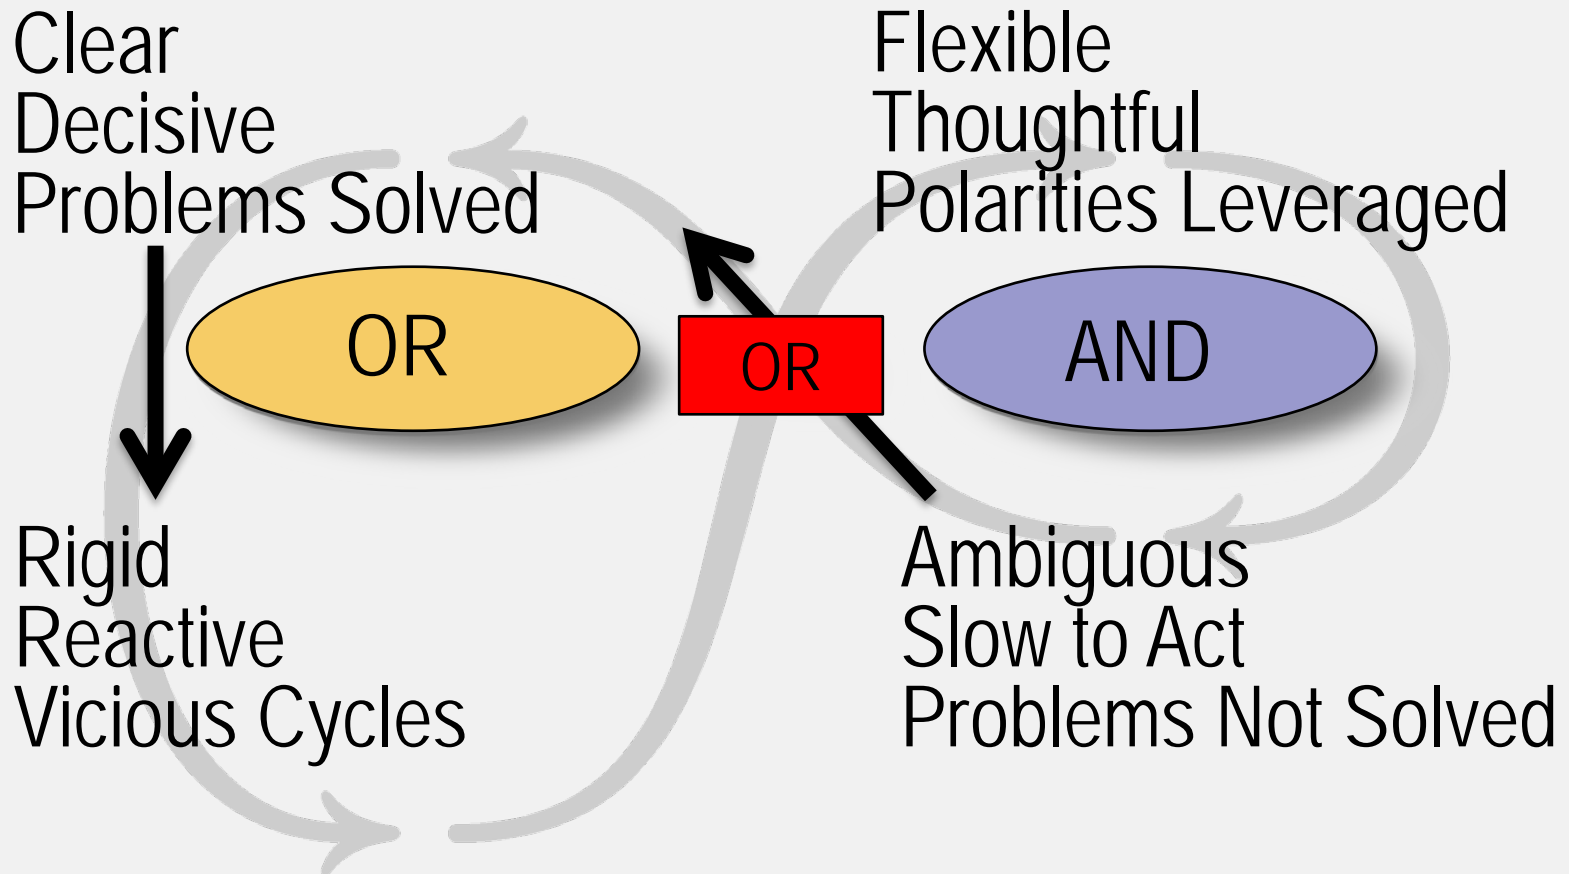 Clear
Decisive
Problems Solved
Flexible
Thoughtful
Polarities Leveraged
OR
OR
AND
Rigid
Reactive
Vicious Cycles
Ambiguous
Slow to Act
Problems Not Solved